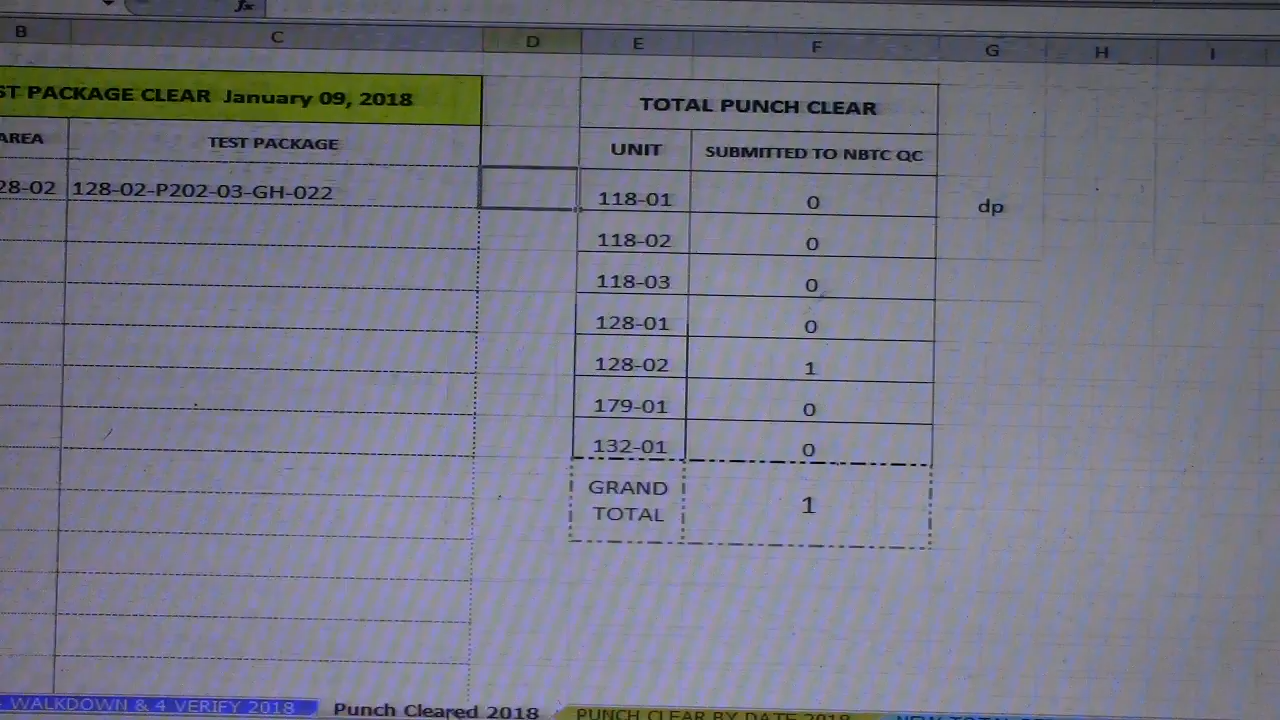 fx
B C D E F G H I
ST PACKAGE CLEAR January 09, 2018
TOTAL PUNCH CLEAR
AREA TEST PACKAGE
UNIT SUBMITTED TO NBTC QC
28-02 128-02-P202-03-GH-022
118-01 0 dp
118-02 0
118-03 0
128-01 0
128-02 1
179-01 0
132-01 0
GRAND
TOTAL 1
WALKDOWN & 4 VERIFY 2018 Punch Cleared 2018 PUNCH CLEAR BY DATE 2018 NEW TOTAL